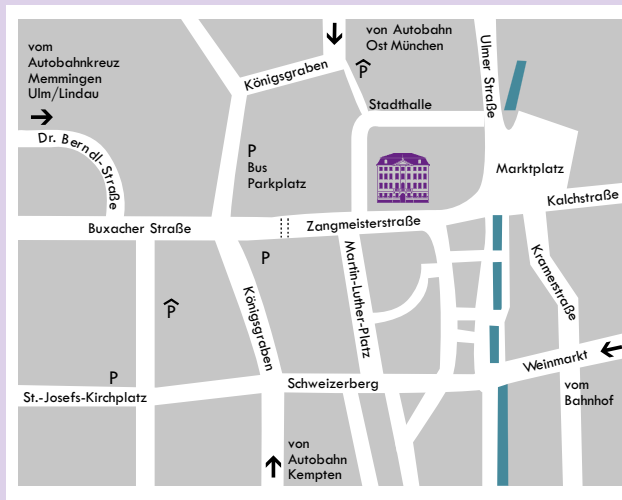 vom
Autobahnkreuz
Memmingen
Ulm/Lindau
von Autobahn
Ost München
Königsgraben
P
Ulmer Straße
Stadthalle
Dr. Berndl-Straße
P
Bus
Parkplatz
Marktplatz
Kalchstraße
Buxacher Straße
Zangmeisterstraße
P
Martin-Luther-Platz
Kramerstraße
Königsgraben
P
Weinmarkt
P
Schweizerberg
St.-Josefs-Kirchplatz
vom
Bahnhof
von
Autobahn
Kempten